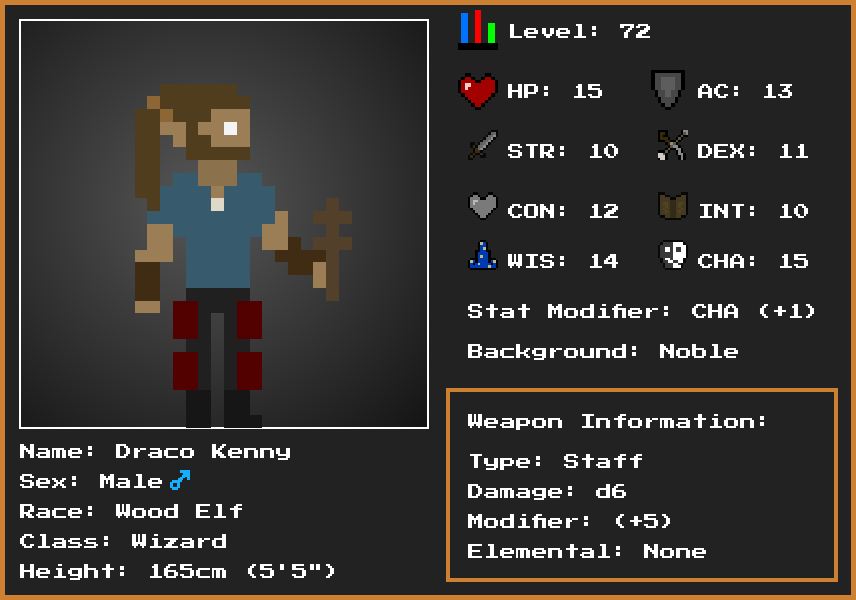 Level: 72
HP: 15
AC: 13
STR: 10
DEX: 11
CON: 12
INT: 10
WIS: 14
CHA: 15
Stat Modifier: CHA (+1)
Background: Noble
Weapon Information:
Type: Staff
Damage: d6
Modifier: (+5)
Elemental: None
Name: Draco Kenny
Sex: Male ♂
Race: Wood Elf
Class: Wizard
Height: 165cm (5'5")